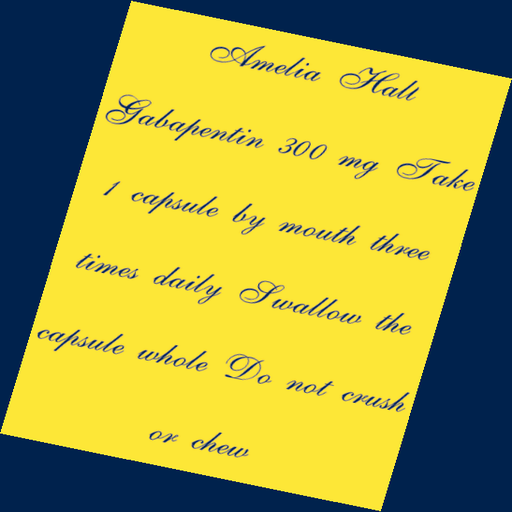 Amelia Halt
Gabapentin 300 mg Take
1 capsule by mouth three
times daily Swallow the
capsule whole Do not crush
or chew